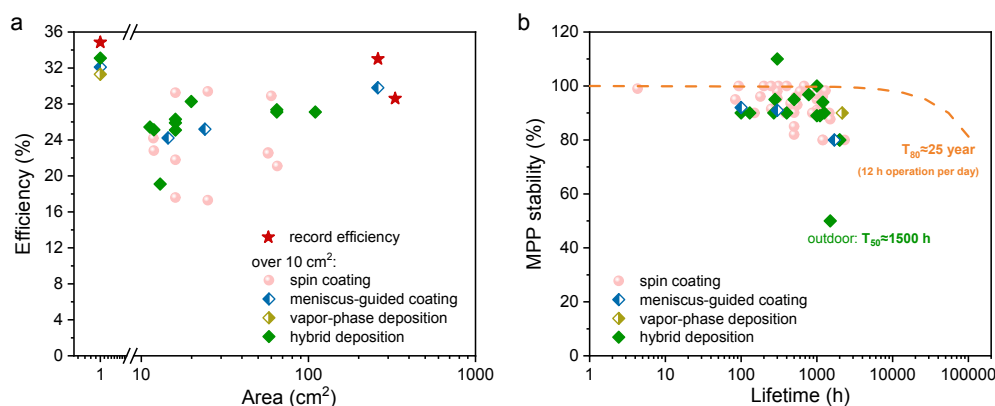 a
Efficiency (%)
36
32
28
24
20
16
12
8
4
0
1
10
100
1000
Area (cm²)
record efficiency
over 10 cm²:
spin coating
meniscus-guided coating
vapor-phase deposition
hybrid deposition
b
MPP stability (%)
120
100
80
60
40
20
0
1
10
100
1000
10000
100000
Lifetime (h)
T₈₀≈25 year
(12 h operation per day)
outdoor: T₅₀≈1500 h
spin coating
meniscus-guided coating
vapor-phase deposition
hybrid deposition